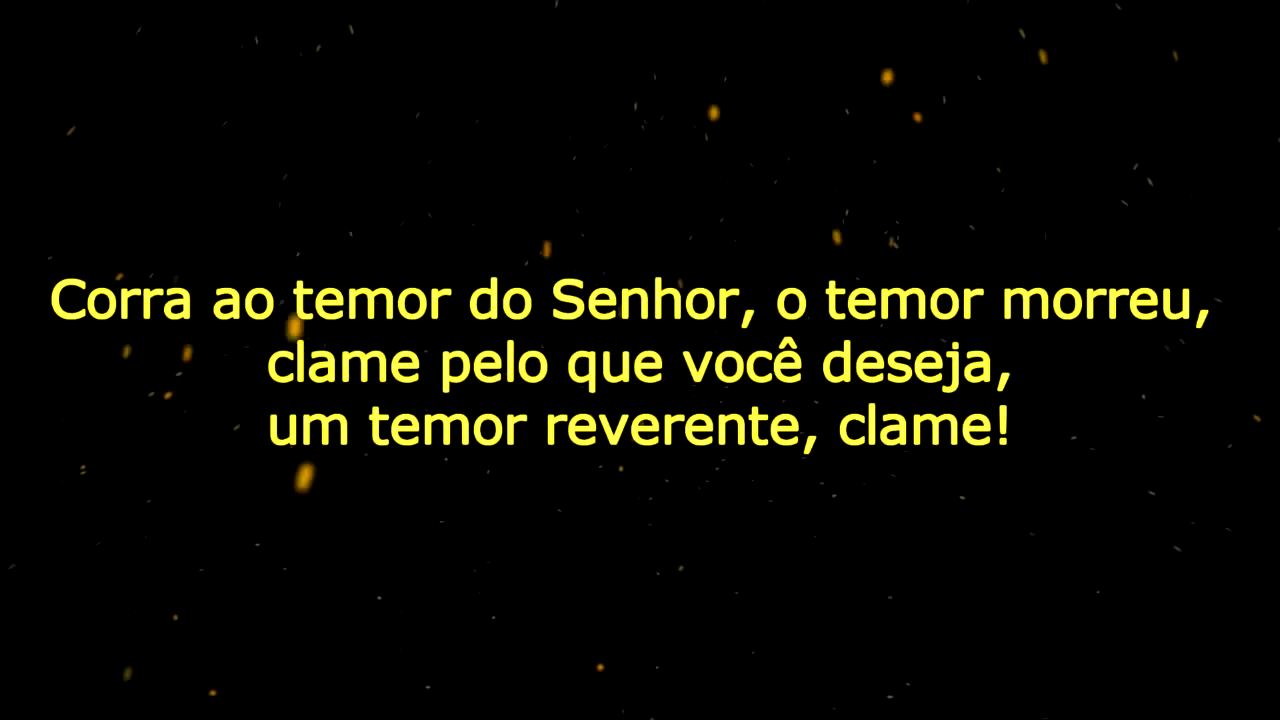 Corra ao temor do Senhor, o temor morreu,
clame pelo que você deseja,
um temor reverente, clame!